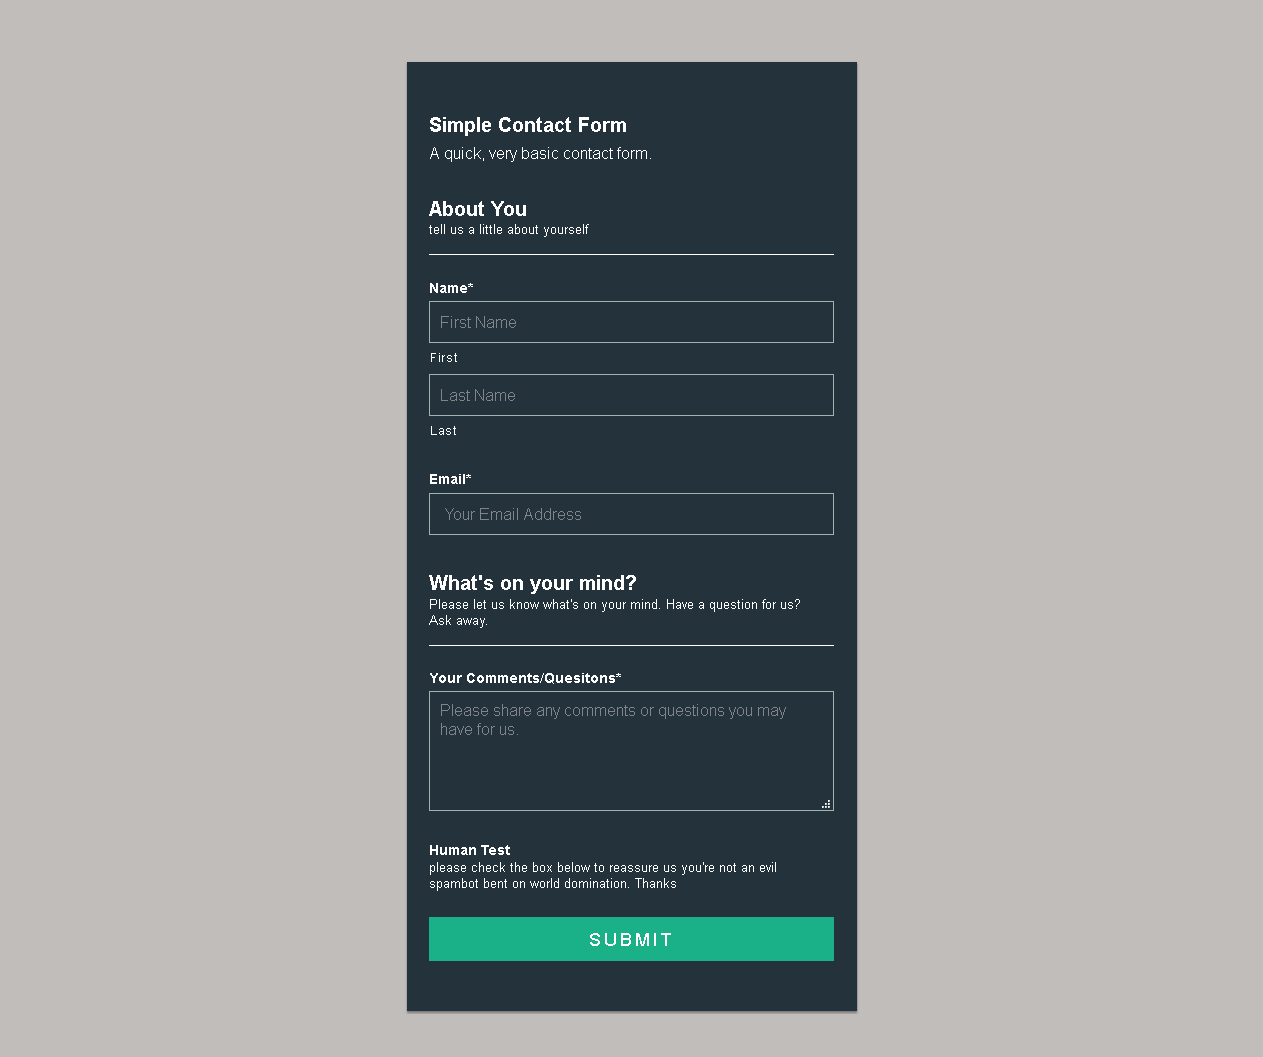 Simple Contact Form
A quick, very basic contact form.
About You
tell us a little about yourself
Name*
First Name
First
Last Name
Last
Email*
Your Email Address
What's on your mind?
Please let us know what's on your mind. Have a question for us?
Ask away.
Your Comments/Quesitons*
Please share any comments or questions you may
have for us.
Human Test
please check the box below to reassure us you're not an evil
spambot bent on world domination. Thanks
SUBMIT